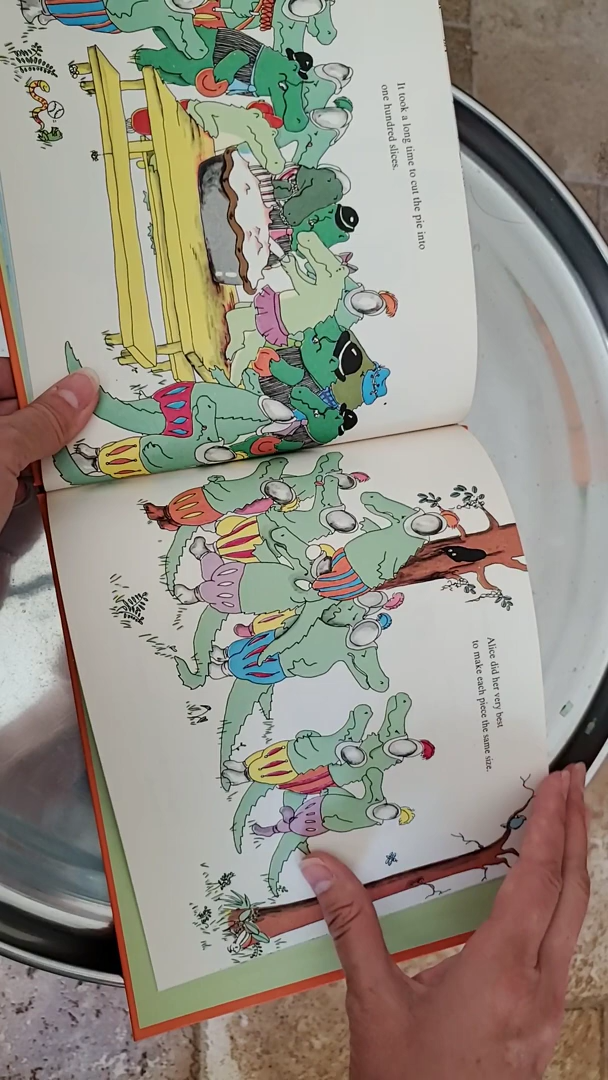 It took a long time to cut the pie into
one hundred slices.
Alice did her very best
to make each piece the same size.